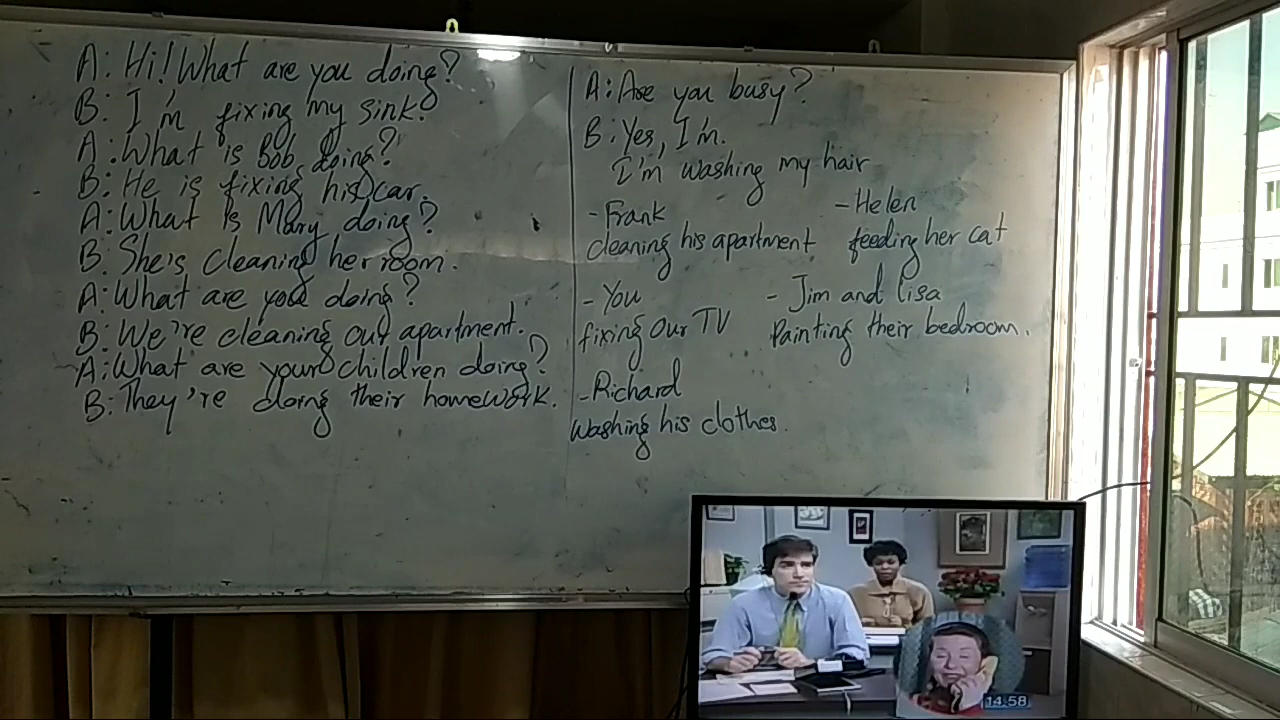 A: Hi! What are you doing?
B: I'm fixing my sink.
A: What is Bob doing?
B: He is fixing his car.
A: What is Mary doing?
B: She's cleaning her room.
A: What are you doing?
B: We're cleaning our apartment.
A: What are your children doing?
B: They're doing their homework.
A: Are you busy?
B: Yes, I'm.
I'm washing my hair
- Frank
cleaning his apartment
- Helen
feeding her cat
- You
fixing our TV
- Jim and Lisa
Painting their bedroom.
- Richard
washing his clothes.
14:58